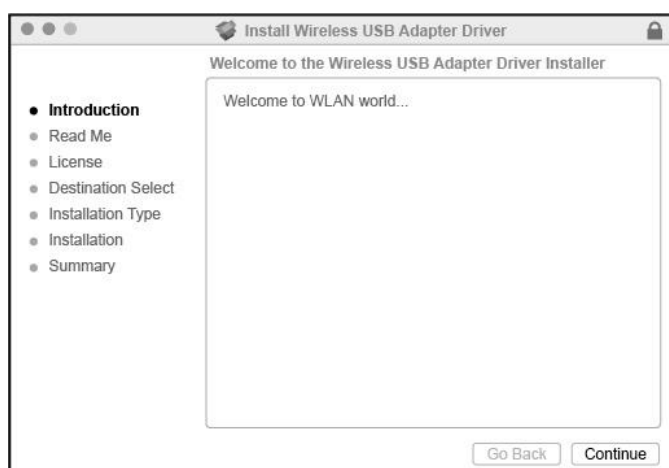 Install Wireless USB Adapter Driver
Welcome to the Wireless USB Adapter Driver Installer
Introduction
Read Me
License
Destination Select
Installation Type
Installation
Summary
Welcome to WLAN world...
Go Back
Continue